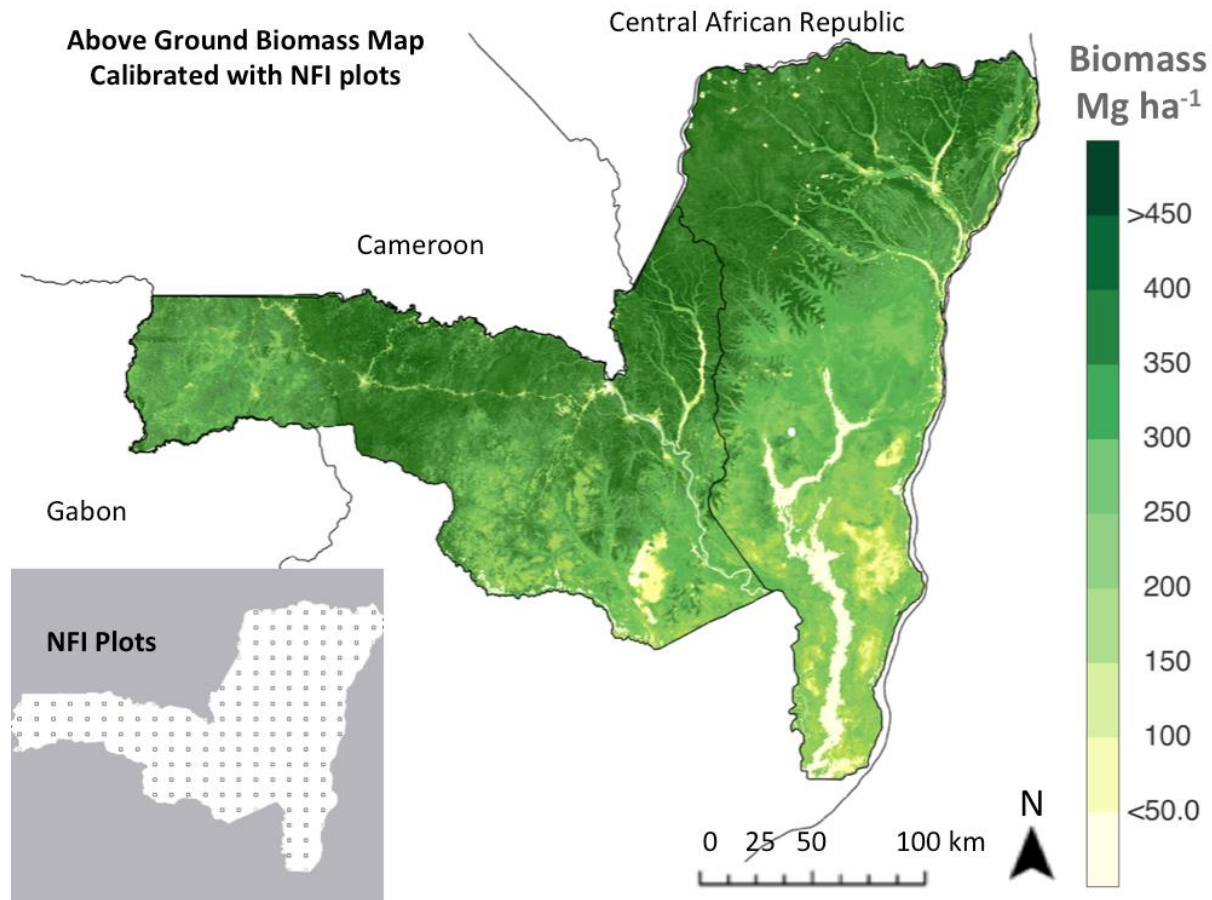 Above Ground Biomass Map
Calibrated with NFI plots
Central African Republic
Cameroon
Gabon
NFI Plots
Biomass
Mg ha⁻¹
>450
400
350
300
250
200
150
100
<50.0
N
0 25 50 100 km